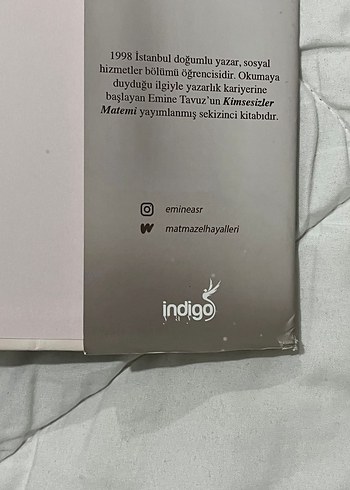 1998 İstanbul doğumlu yazar, sosyal
hizmetler bölümü öğrencisidir. Okumaya
duyduğu ilgiyle yazarlık kariyerine
başlayan Emine Tavuz'un Kimsesizler
Matemi yayımlanmış sekizinci kitabıdır.
emineasr
matmazelhayalleri
indigo